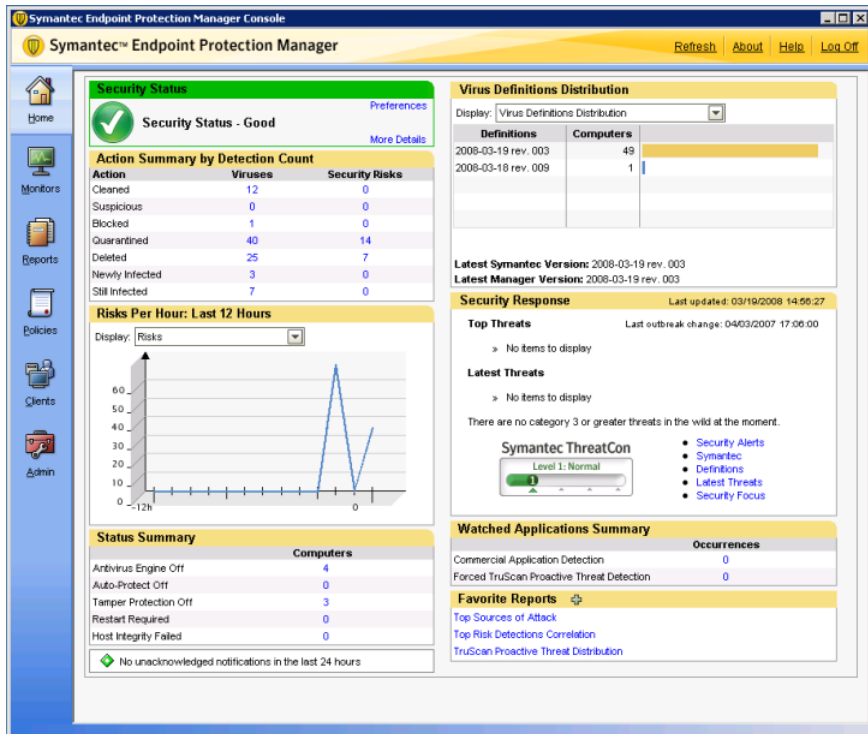 Symantec Endpoint Protection Manager Console
Symantec™ Endpoint Protection Manager
Refresh About Help Log Off
Home
Monitors
Reports
Policies
Clients
Admin
Security Status
Preferences
Security Status - Good
More Details
Action Summary by Detection Count
Action Viruses Security Risks
Cleaned 12 0
Suspicious 0 0
Blocked 1 0
Quarantined 40 14
Deleted 25 7
Newly Infected 3 0
Still Infected 7 0
Risks Per Hour: Last 12 Hours
Display: Risks
60
50
40
30
20
10
0
-12h 0
Status Summary
Computers
Antivirus Engine Off 4
Auto-Protect Off 0
Tamper Protection Off 3
Restart Required 0
Host Integrity Failed 0
No unacknowledged notifications in the last 24 hours
Virus Definitions Distribution
Display: Virus Definitions Distribution
Definitions Computers
2008-03-19 rev. 003 49
2008-03-18 rev. 009 1
Latest Symantec Version: 2008-03-19 rev. 003
Latest Manager Version: 2008-03-19 rev. 003
Security Response Last updated: 03/19/2008 14:56:27
Top Threats Last outbreak change: 04/03/2007 17:06:00
» No items to display
Latest Threats
» No items to display
There are no category 3 or greater threats in the wild at the moment.
Symantec ThreatCon
Level 1: Normal
1
• Security Alerts
• Symantec
• Definitions
• Latest Threats
• Security Focus
Watched Applications Summary
Occurrences
Commercial Application Detection 0
Forced TruScan Proactive Threat Detection 0
Favorite Reports
Top Sources of Attack
Top Risk Detections Correlation
TruScan Proactive Threat Distribution